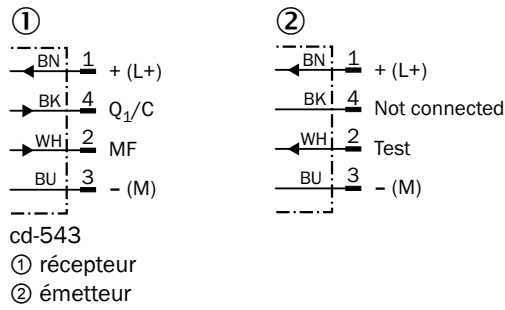 ①
BN 1 + (L+)
BK 4 Q1/C
WH 2 MF
BU 3 − (M)
②
BN 1 + (L+)
BK 4 Not connected
WH 2 Test
BU 3 − (M)
cd-543
① récepteur
② émetteur